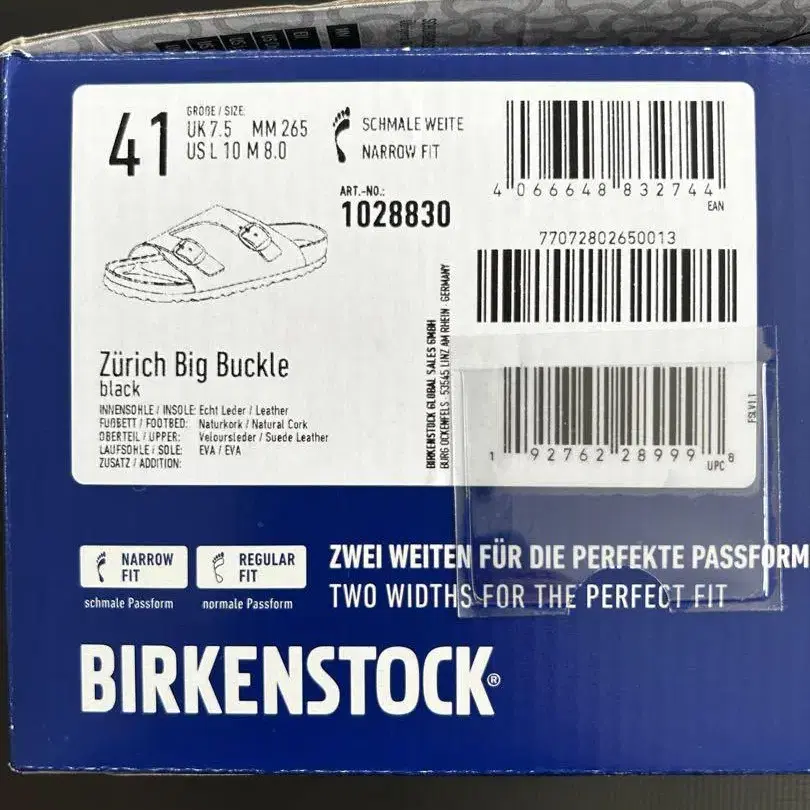 41
GRÖßE / SIZE
UK 7.5 MM 265
US L 10 M 8.0
SCHMALE WEITE
NARROW FIT
ART.-NO.:
1028830
4 066648 832744
EAN
77072802650013
Zürich Big Buckle
black
INNENSOHLE / INSOLE: Echt Leder / Leather
FUßBETT / FOOTBED: Naturkork / Natural Cork
OBERTEIL / UPPER: Veloursleder / Suede Leather
LAUFSOHLE / SOLE: EVA / EVA
ZUSATZ / ADDITION:
BIRKENSTOCK GLOBAL SALES GMBH
BURG OCKENFELS · 53545 LINZ AM RHEIN · GERMANY
1 92762 28999 8
UPC
FSLV1.1
NARROW FIT
schmale Passform
REGULAR FIT
normale Passform
ZWEI WEITEN FÜR DIE PERFEKTE PASSFORM
TWO WIDTHS FOR THE PERFECT FIT
BIRKENSTOCK®